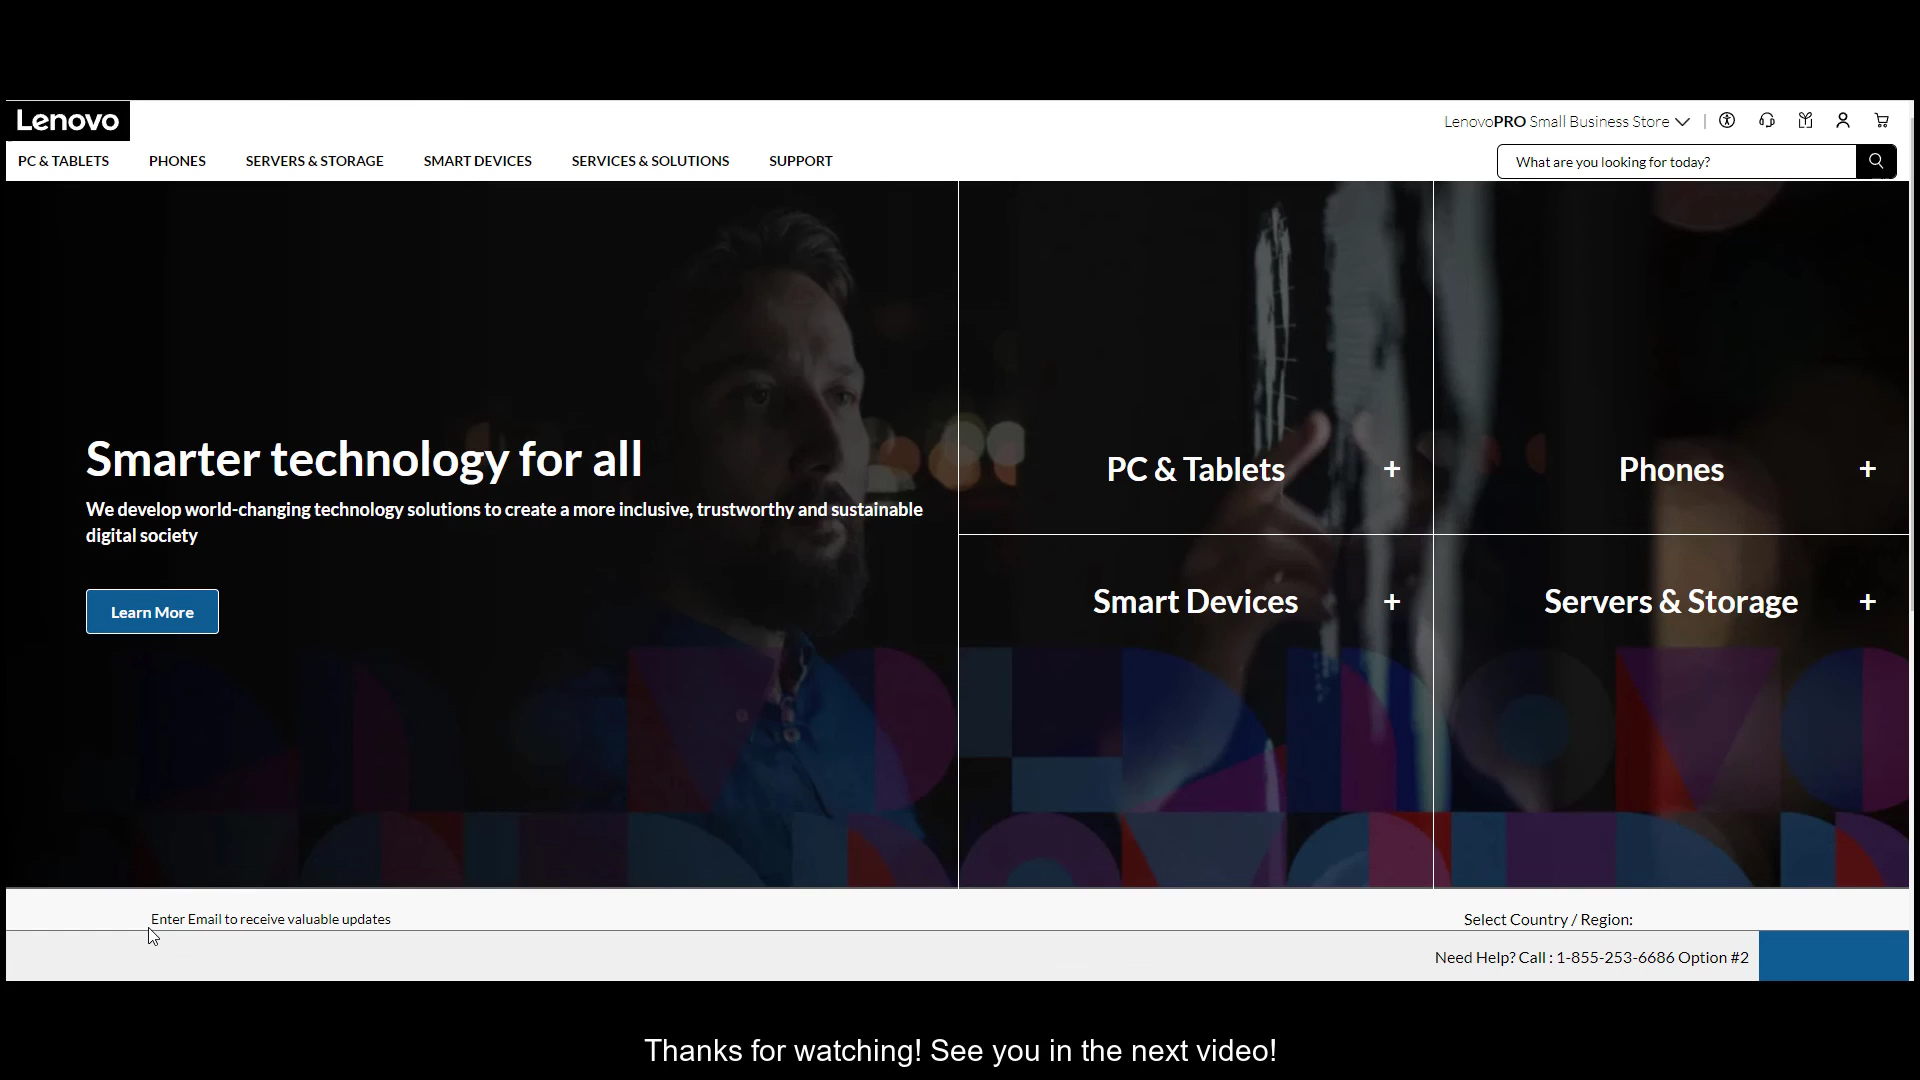 Lenovo
LenovoPRO Small Business Store
PC & TABLETS PHONES SERVERS & STORAGE SMART DEVICES SERVICES & SOLUTIONS SUPPORT
What are you looking for today?
Smarter technology for all
We develop world-changing technology solutions to create a more inclusive, trustworthy and sustainable
digital society
Learn More
PC & Tablets +
Phones +
Smart Devices +
Servers & Storage +
Enter Email to receive valuable updates
Select Country / Region:
Need Help? Call : 1-855-253-6686 Option #2
Thanks for watching! See you in the next video!